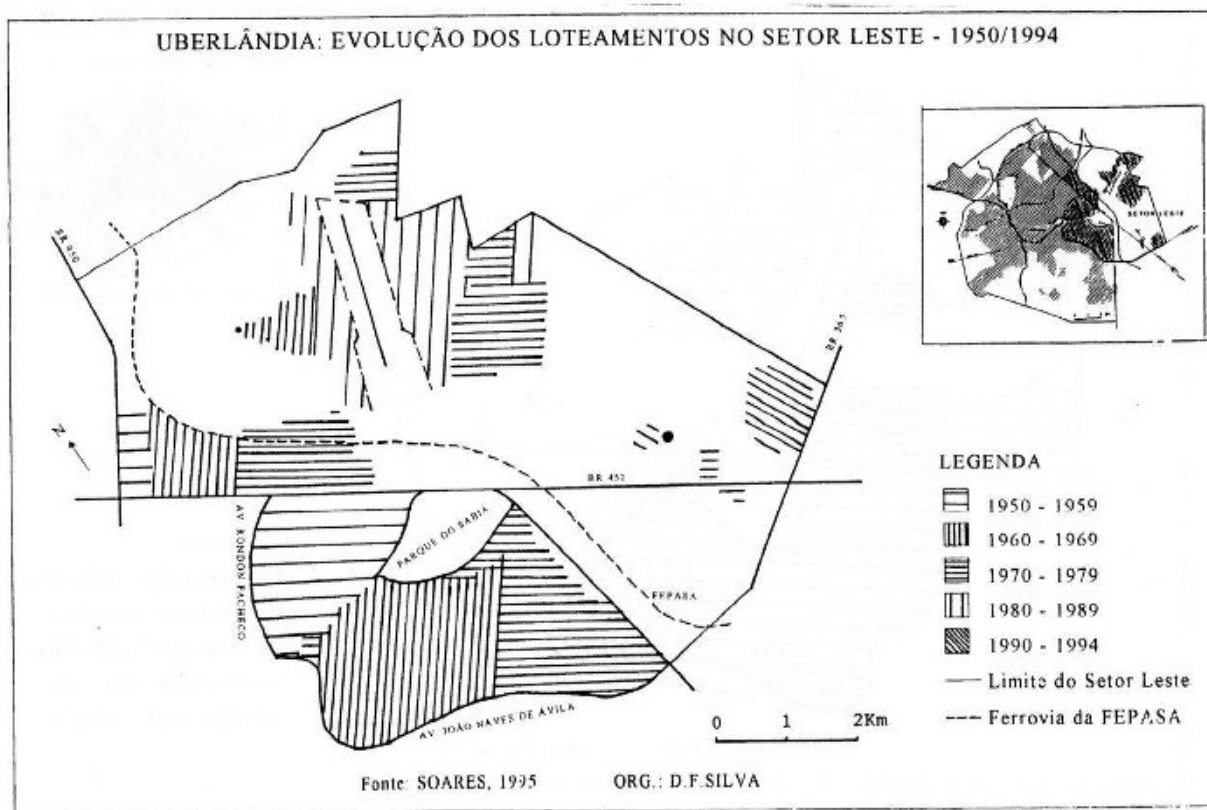 UBERLÂNDIA: EVOLUÇÃO DOS LOTEAMENTOS NO SETOR LESTE - 1950/1994
SETOR LESTE
BR 050
BR 365
N
BR 452
AV. RONDON PACHECO
PARQUE DO SABIÁ
FEPASA
AV. JOÃO NAVES DE ÁVILA
LEGENDA
1950 - 1959
1960 - 1969
1970 - 1979
1980 - 1989
1990 - 1994
Limite do Setor Leste
Ferrovia da FEPASA
0 1 2Km
Fonte: SOARES, 1995 ORG.: D.F.SILVA